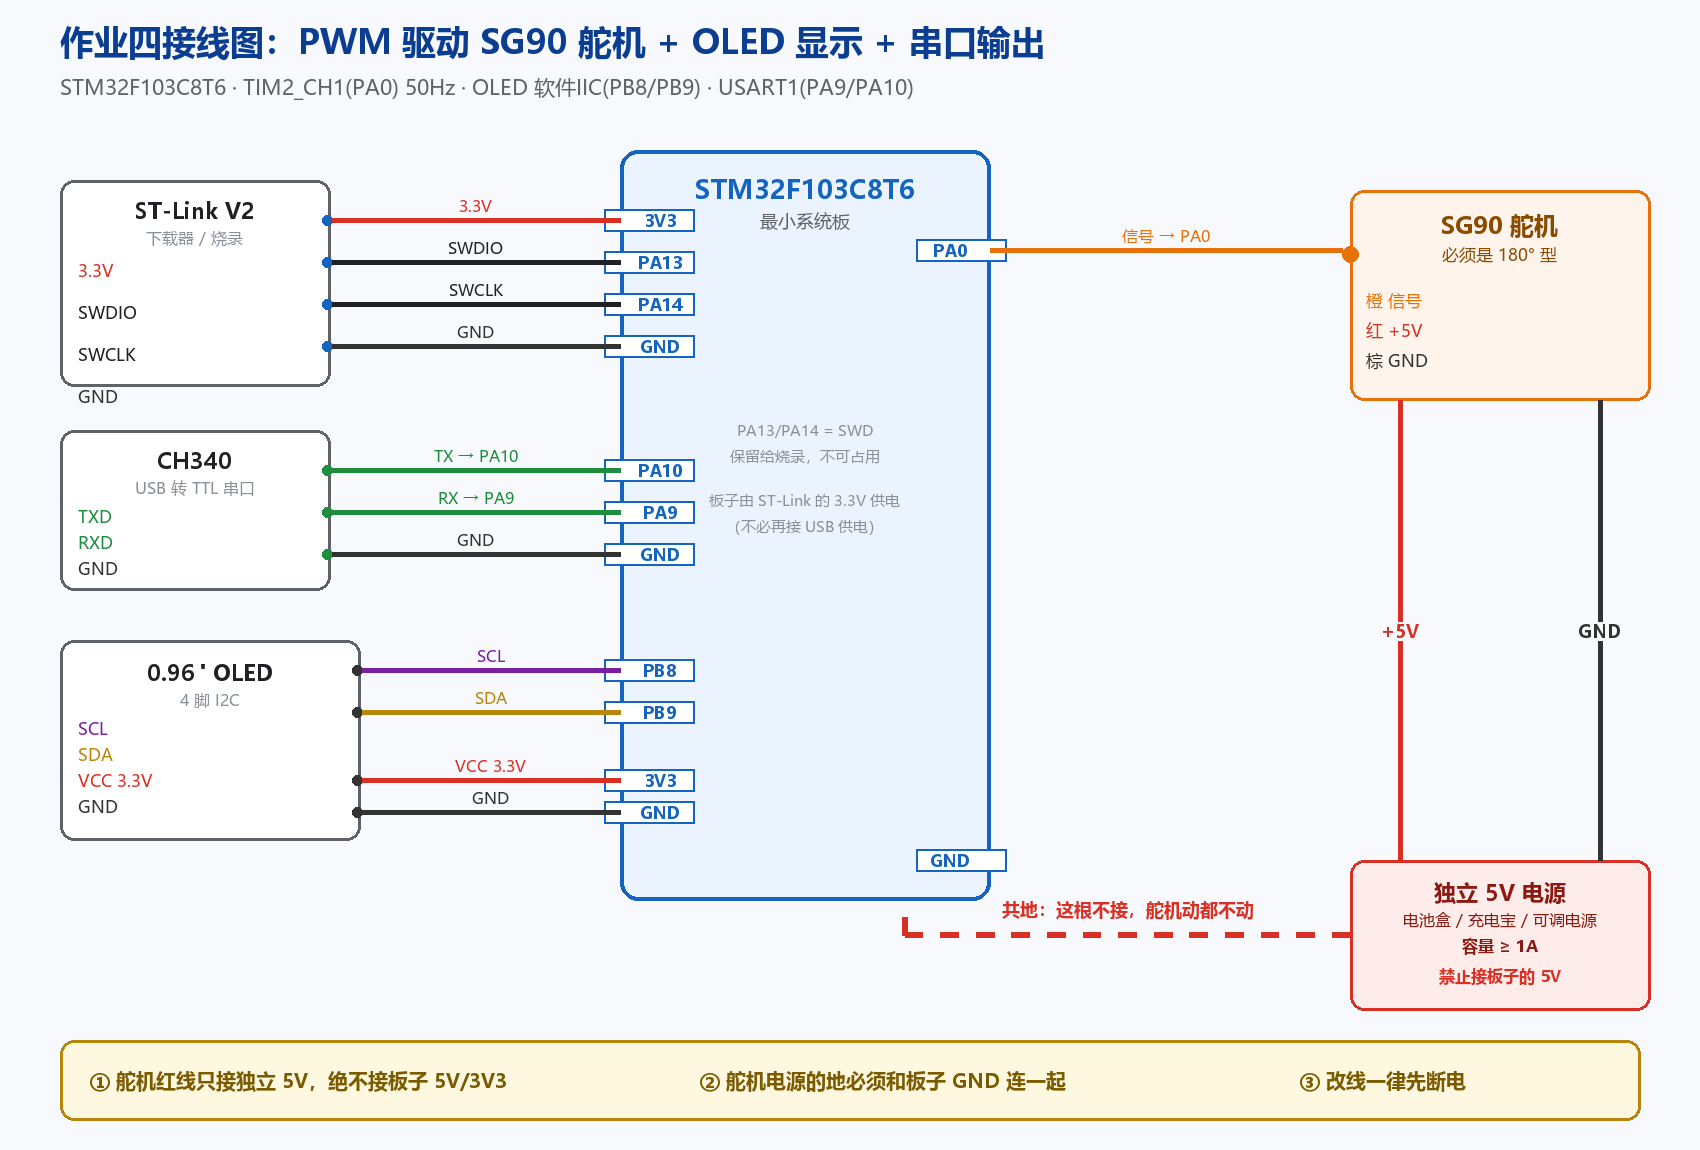 作业四接线图：PWM 驱动 SG90 舵机 + OLED 显示 + 串口输出
STM32F103C8T6 · TIM2_CH1(PA0) 50Hz · OLED 软件IIC(PB8/PB9) · USART1(PA9/PA10)
ST-Link V2
下载器 / 烧录
3.3V
SWDIO
SWCLK
GND
3.3V
SWDIO
SWCLK
GND
CH340
USB 转 TTL 串口
TXD
RXD
GND
TX → PA10
RX → PA9
GND
0.96 ' OLED
4 脚 I2C
SCL
SDA
VCC 3.3V
GND
SCL
SDA
VCC 3.3V
GND
STM32F103C8T6
最小系统板
3V3
PA13
PA14
GND
PA10
PA9
GND
PB8
PB9
3V3
GND
PA0
GND
PA13/PA14 = SWD
保留给烧录，不可占用
板子由 ST-Link 的 3.3V 供电
（不必再接 USB 供电）
信号 → PA0
SG90 舵机
必须是 180° 型
橙 信号
红 +5V
棕 GND
+5V
GND
共地：这根不接，舵机动都不动
独立 5V 电源
电池盒 / 充电宝 / 可调电源
容量 ≥ 1A
禁止接板子的 5V
① 舵机红线只接独立 5V，绝不接板子 5V/3V3
② 舵机电源的地必须和板子 GND 连一起
③ 改线一律先断电